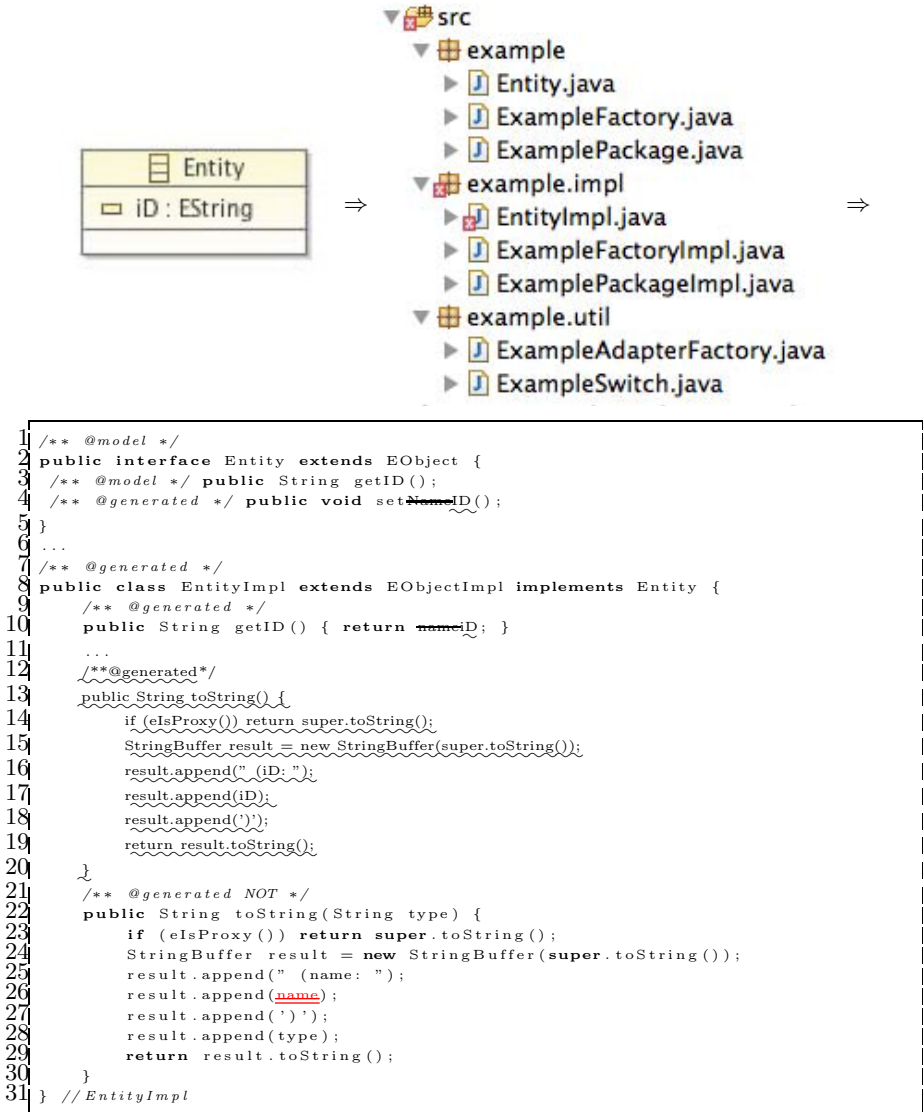 src
example
Entity.java
ExampleFactory.java
ExamplePackage.java
Entity
iD : EString
⇒
example.impl
EntityImpl.java
ExampleFactoryImpl.java
ExamplePackageImpl.java
⇒
example.util
ExampleAdapterFactory.java
ExampleSwitch.java
1 /** @model */
2 public interface Entity extends EObject {
3 /** @model */ public String getID();
4 /** @generated */ public void setNameID();
5 }
6 ...
7 /** @generated */
8 public class EntityImpl extends EObjectImpl implements Entity {
9 /** @generated */
10 public String getID() { return nameiD; }
11 ...
12 /**@generated*/
13 public String toString() {
14 if (eIsProxy()) return super.toString();
15 StringBuffer result = new StringBuffer(super.toString());
16 result.append(" (iD: ");
17 result.append(iD);
18 result.append(')');
19 return result.toString();
20 }
21 /** @generated NOT */
22 public String toString(String type) {
23 if (eIsProxy()) return super.toString();
24 StringBuffer result = new StringBuffer(super.toString());
25 result.append(" (name: ");
26 result.append(name);
27 result.append(')');
28 result.append(type);
29 return result.toString();
30 }
31 } //EntityImpl